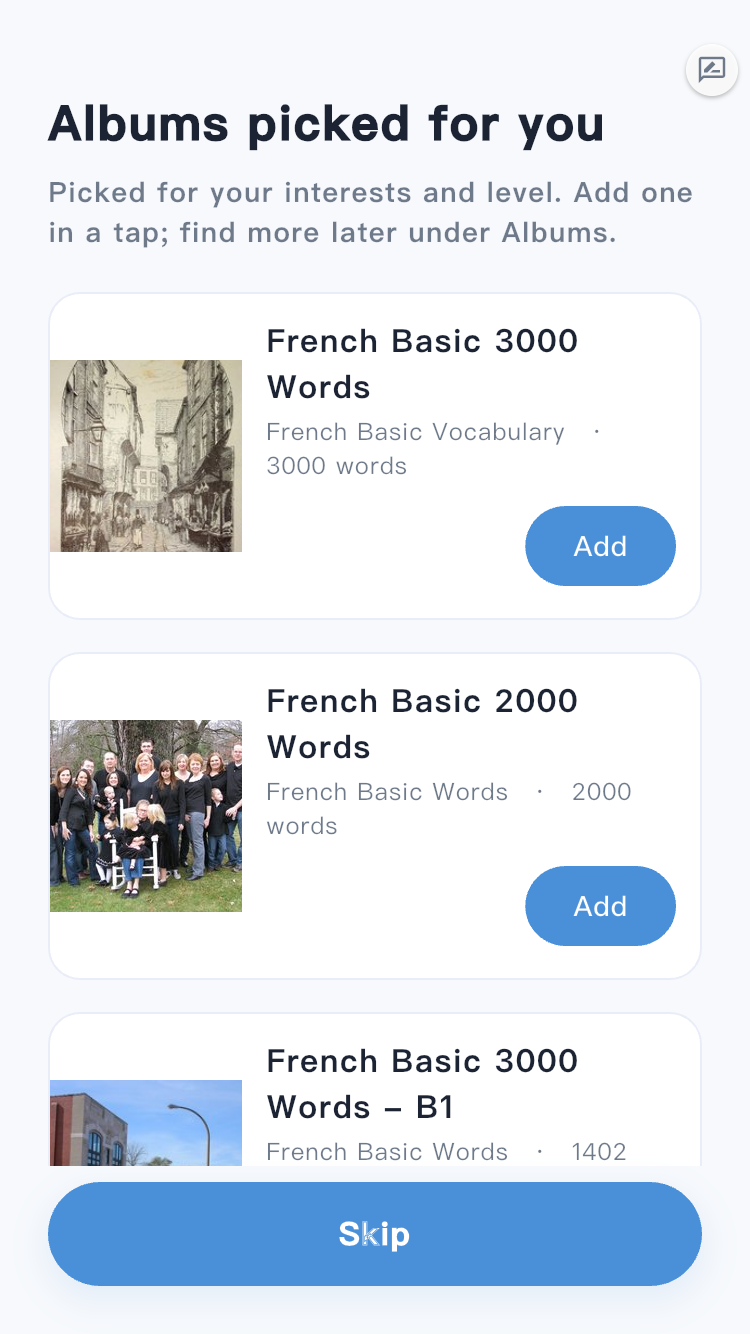 Albums picked for you
Picked for your interests and level. Add one
in a tap; find more later under Albums.
French Basic 3000
Words
French Basic Vocabulary ·
3000 words
Add
French Basic 2000
Words
French Basic Words · 2000
words
Add
French Basic 3000
Words – B1
French Basic Words · 1402
Skip